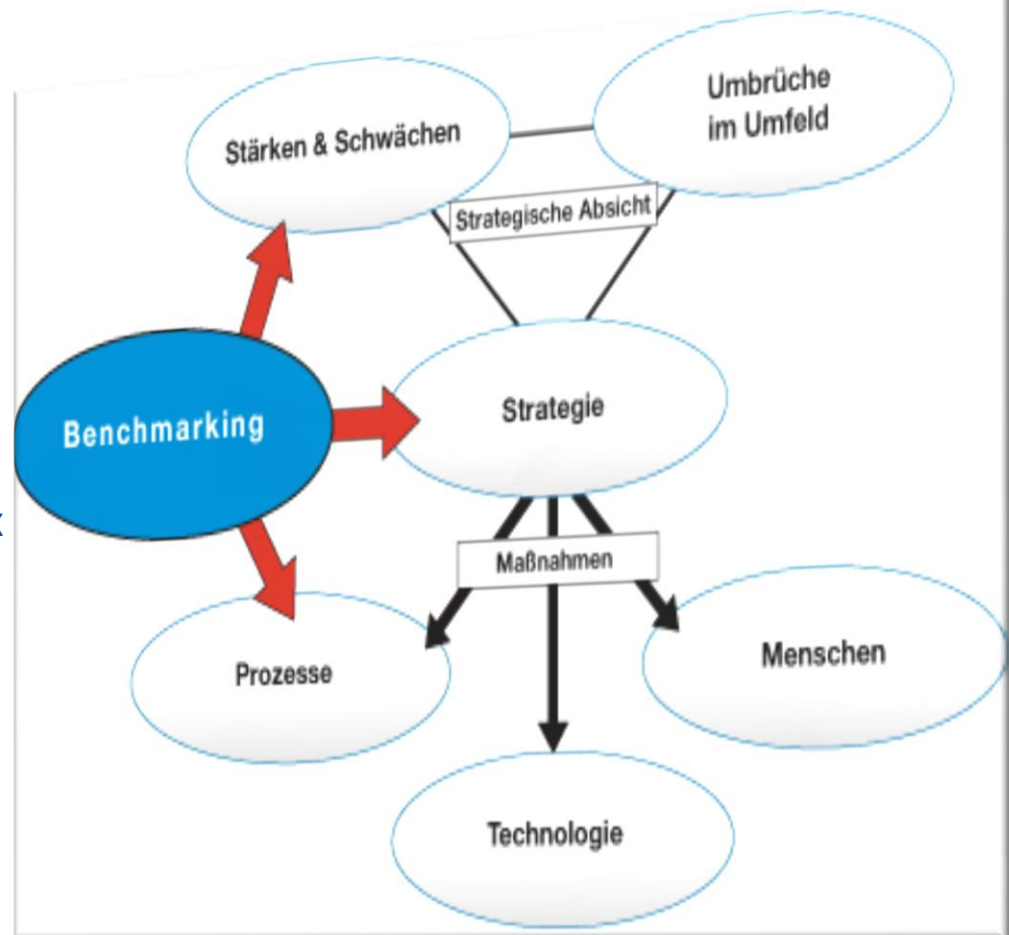 Umbrüche
im Umfeld
Stärken & Schwächen
Strategische Absicht
Strategie
Benchmarking
Maßnahmen
Menschen
Prozesse
Technologie